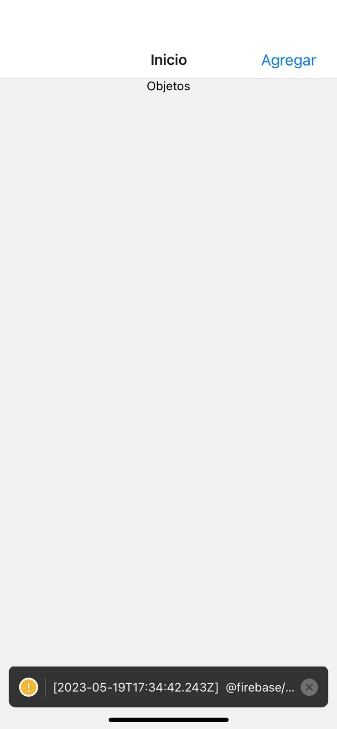 Inicio
Agregar
Objetos
[2023-05-19T17:34:42.243Z] @firebase/...